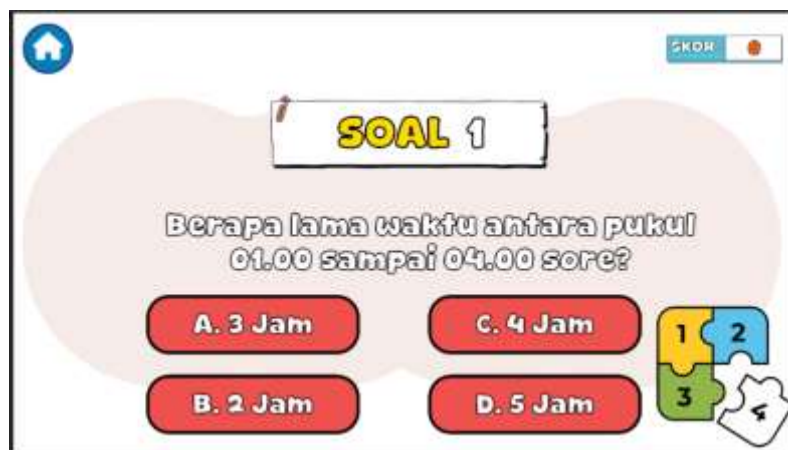 SKOR
SOAL 1
Berapa lama waktu antara pukul
01.00 sampai 04.00 sore?
A. 3 Jam
C. 4 Jam
B. 2 Jam
D. 5 Jam
1
2
3
4